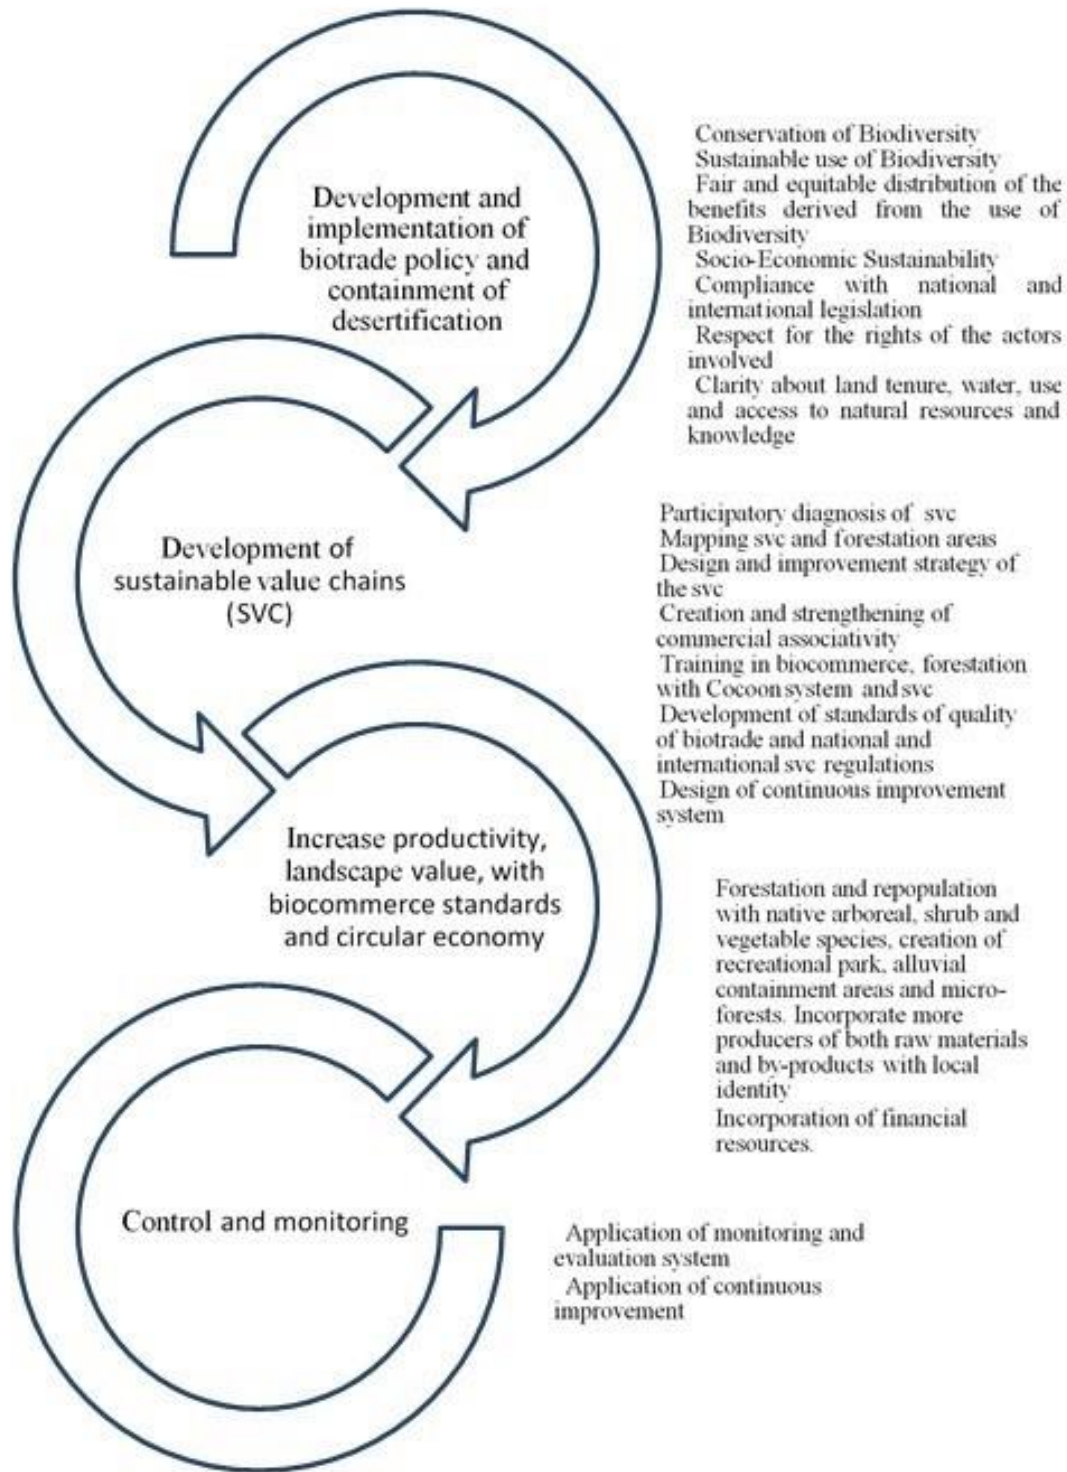 Development and
implementation of
biotrade policy and
containment of
desertification
Conservation of Biodiversity
Sustainable use of Biodiversity
Fair and equitable distribution of the
benefits derived from the use of
Biodiversity
Socio-Economic Sustainability
Compliance with national and
international legislation
Respect for the rights of the actors
involved
Clarity about land tenure, water, use
and access to natural resources and
knowledge
Development of
sustainable value chains
(SVC)
Participatory diagnosis of svc
Mapping svc and forestation areas
Design and improvement strategy of
the svc
Creation and strengthening of
commercial associativity
Training in biocommerce, forestation
with Cocoon system and svc
Development of standards of quality
of biotrade and national and
international svc regulations
Design of continuous improvement
system
Increase productivity,
landscape value, with
biocommerce standards
and circular economy
Forestation and repopulation
with native arboreal, shrub and
vegetable species, creation of
recreational park, alluvial
containment areas and micro-
forests. Incorporate more
producers of both raw materials
and by-products with local
identity
Incorporation of financial
resources.
Control and monitoring
Application of monitoring and
evaluation system
Application of continuous
improvement